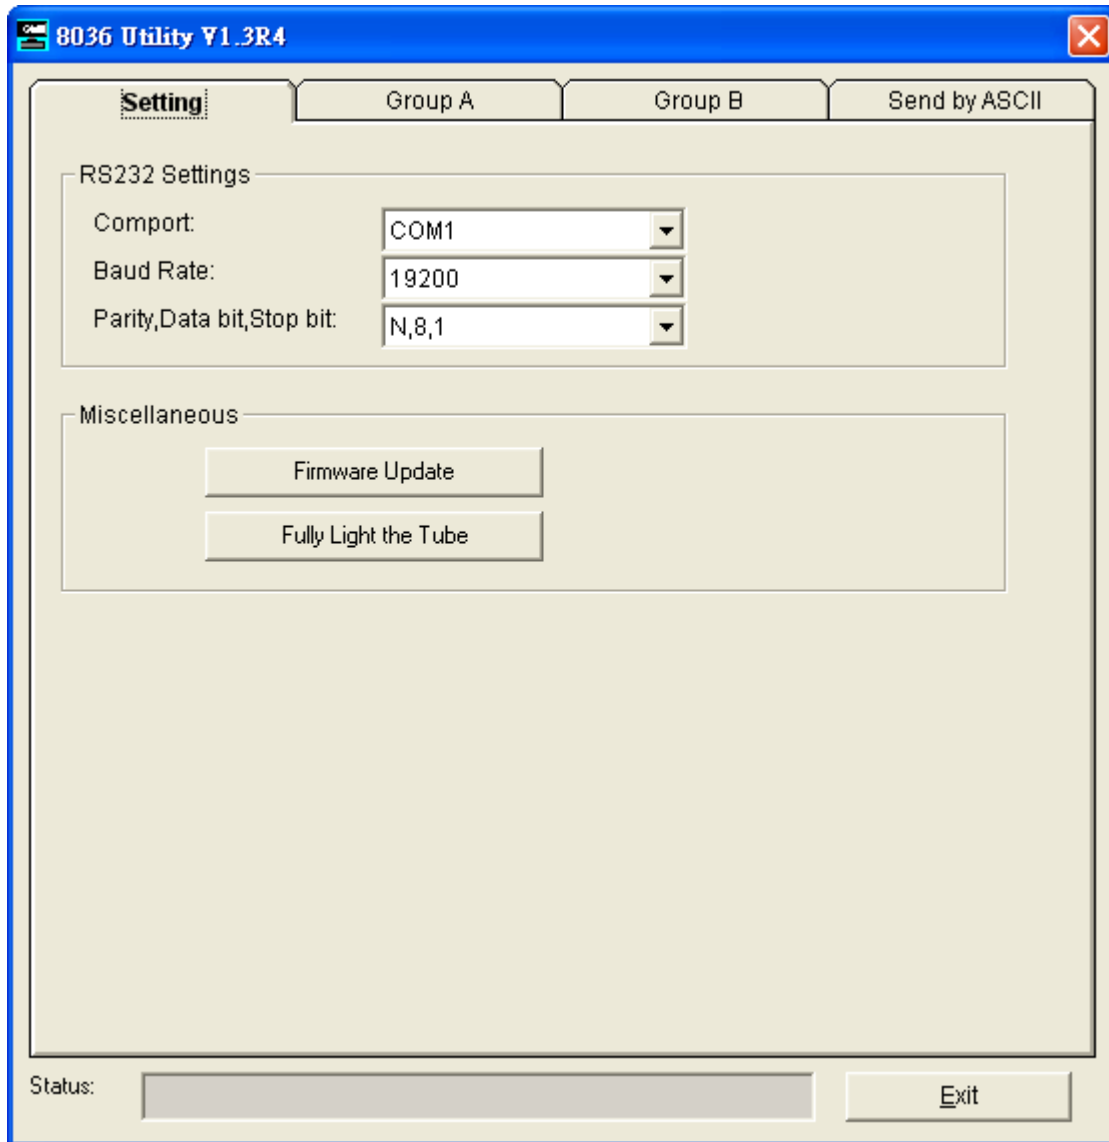 8036 Utility V1.3R4
Setting Group A Group B Send by ASCII
RS232 Settings
Comport: COM1
Baud Rate: 19200
Parity,Data bit,Stop bit: N,8,1
Miscellaneous
Firmware Update
Fully Light the Tube
Status: Exit